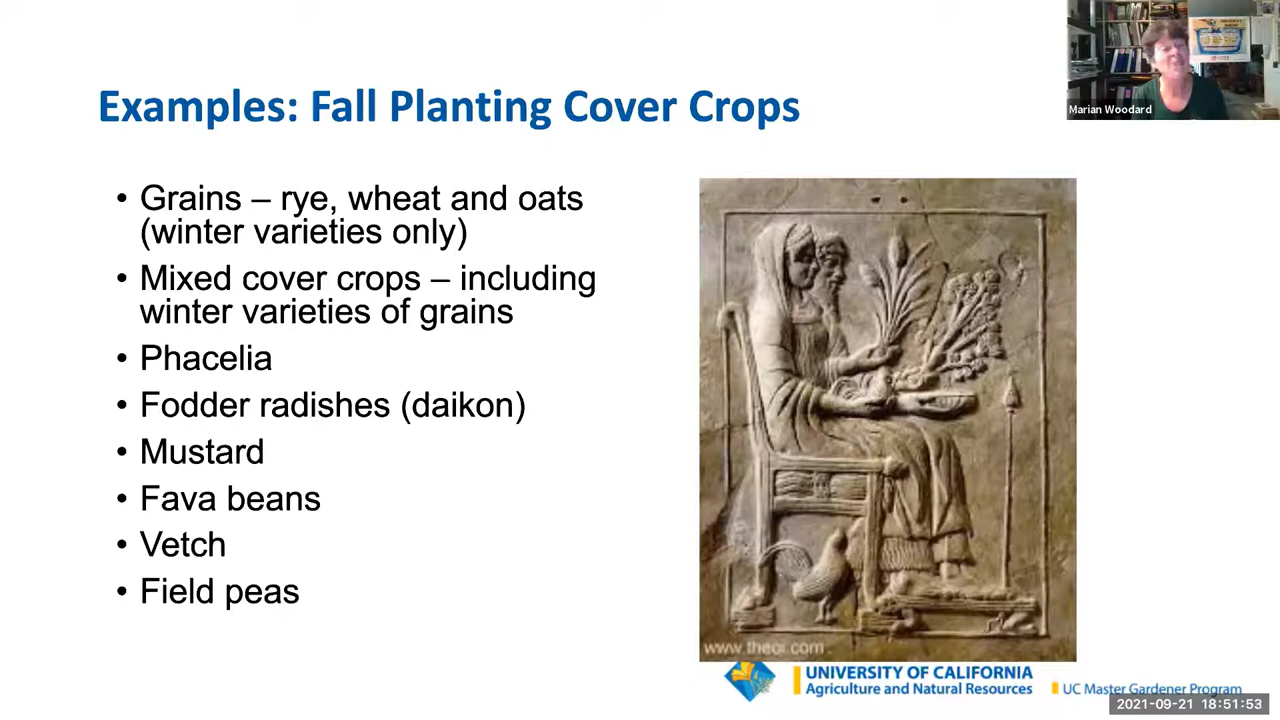 Marian Woodard
Examples: Fall Planting Cover Crops
• Grains – rye, wheat and oats
(winter varieties only)
• Mixed cover crops – including
winter varieties of grains
• Phacelia
• Fodder radishes (daikon)
• Mustard
• Fava beans
• Vetch
• Field peas
www.theoi.com
UNIVERSITY OF CALIFORNIA
Agriculture and Natural Resources
UC Master Gardener Program
2021-09-21 18:51:53